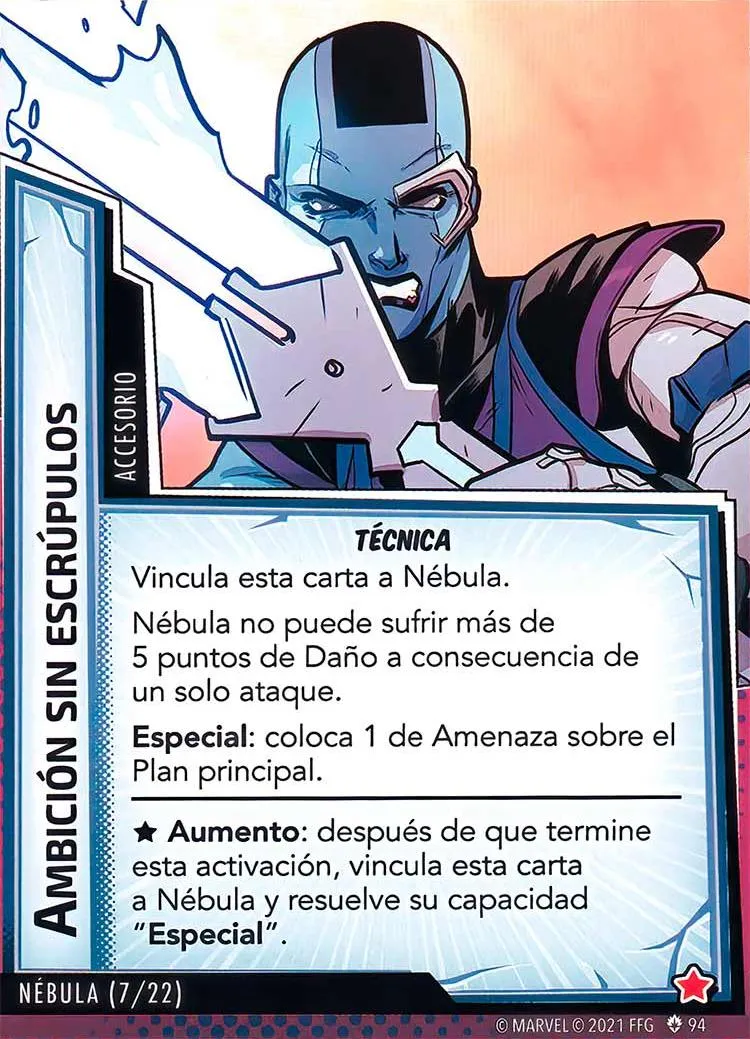 AMBICIÓN SIN ESCRÚPULOS
ACCESORIO
TÉCNICA
Vincula esta carta a Nébula.
Nébula no puede sufrir más de
5 puntos de Daño a consecuencia de
un solo ataque.
Especial: coloca 1 de Amenaza sobre el
Plan principal.
★ Aumento: después de que termine
esta activación, vincula esta carta
a Nébula y resuelve su capacidad
“Especial”.
NÉBULA (7/22)
© MARVEL © 2021 FFG 94